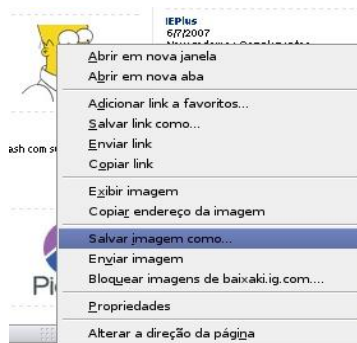 IEPlus
6/7/2007
Abrir em nova janela
Abrir em nova aba
Adicionar link a favoritos...
Salvar link como...
Enviar link
Copiar link
ash com
Exibir imagem
Copiar endereço da imagem
Salvar imagem como...
Enviar imagem
Bloquear imagens de baixaki.ig.com....
Pi
Propriedades
Alterar a direção da página